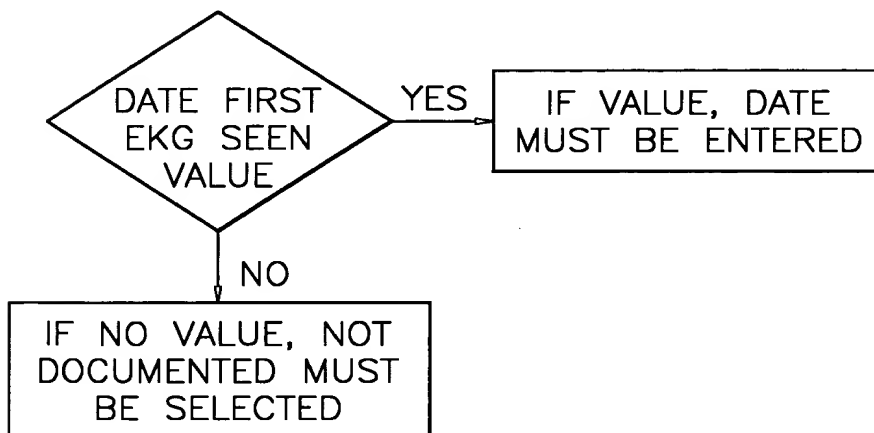 DATE FIRST
EKG SEEN
VALUE
YES
IF VALUE, DATE
MUST BE ENTERED
NO
IF NO VALUE, NOT
DOCUMENTED MUST
BE SELECTED